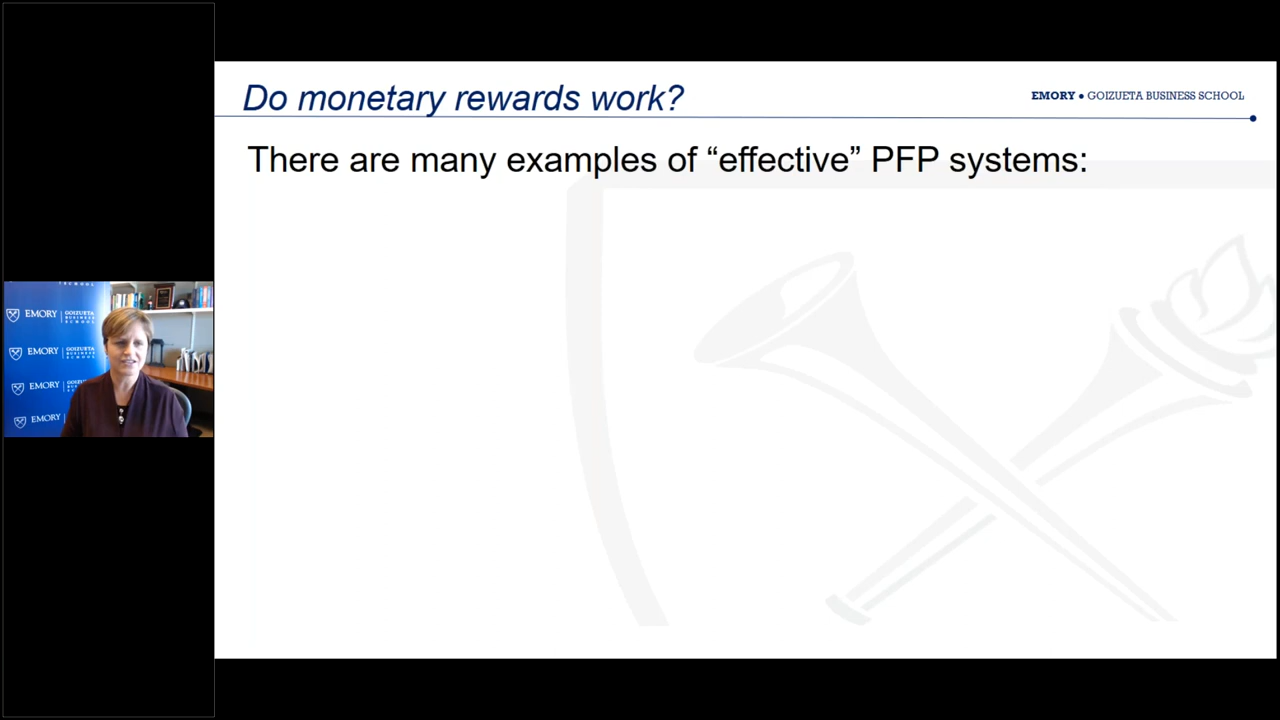 Do monetary rewards work?
EMORY • GOIZUETA BUSINESS SCHOOL
There are many examples of “effective” PFP systems:
EMORY
GOIZUETA
BUSINESS
SCHOOL
EMORY
GOIZUETA
BUSINESS
SCHOOL
EMORY
EMORY